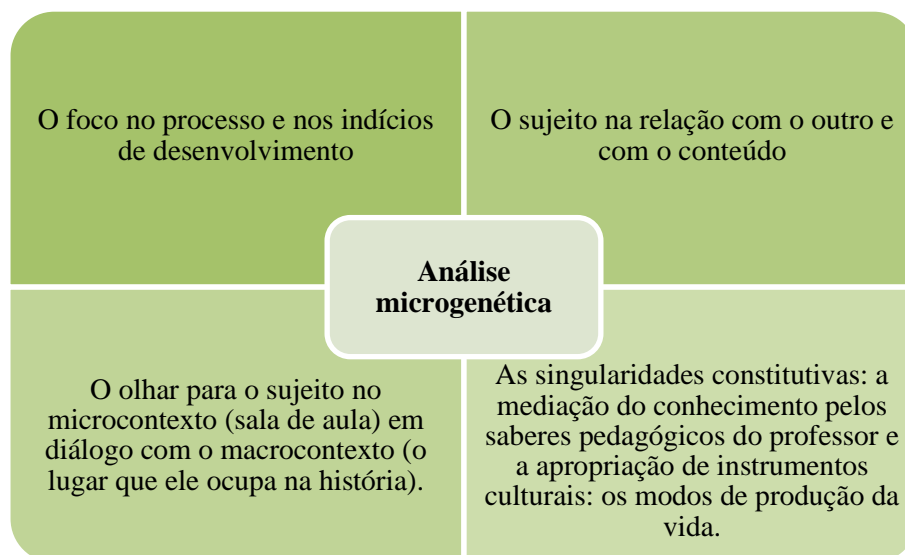 O foco no processo e nos indícios
de desenvolvimento
O sujeito na relação com o outro e
com o conteúdo
Análise
microgenética
O olhar para o sujeito no
microcontexto (sala de aula) em
diálogo com o macrocontexto (o
lugar que ele ocupa na história).
As singularidades constitutivas: a
mediação do conhecimento pelos
saberes pedagógicos do professor e
a apropriação de instrumentos
culturais: os modos de produção da
vida.